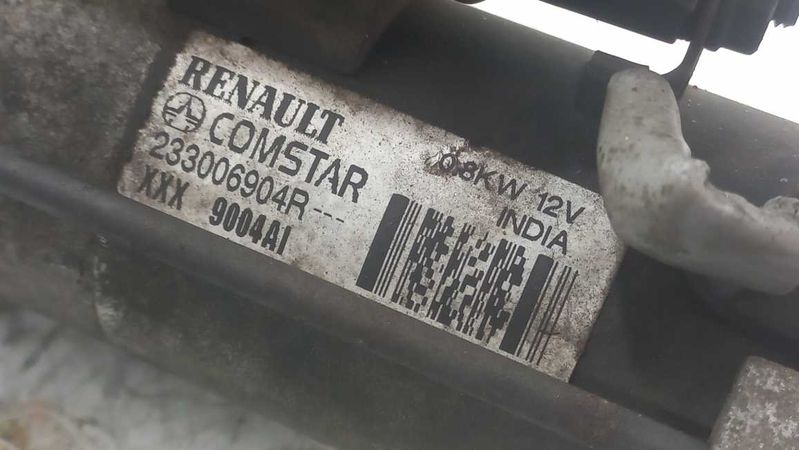 RENAULT
COMSTAR
233006904R---
XXX 9004AI
0.8KW 12V
INDIA